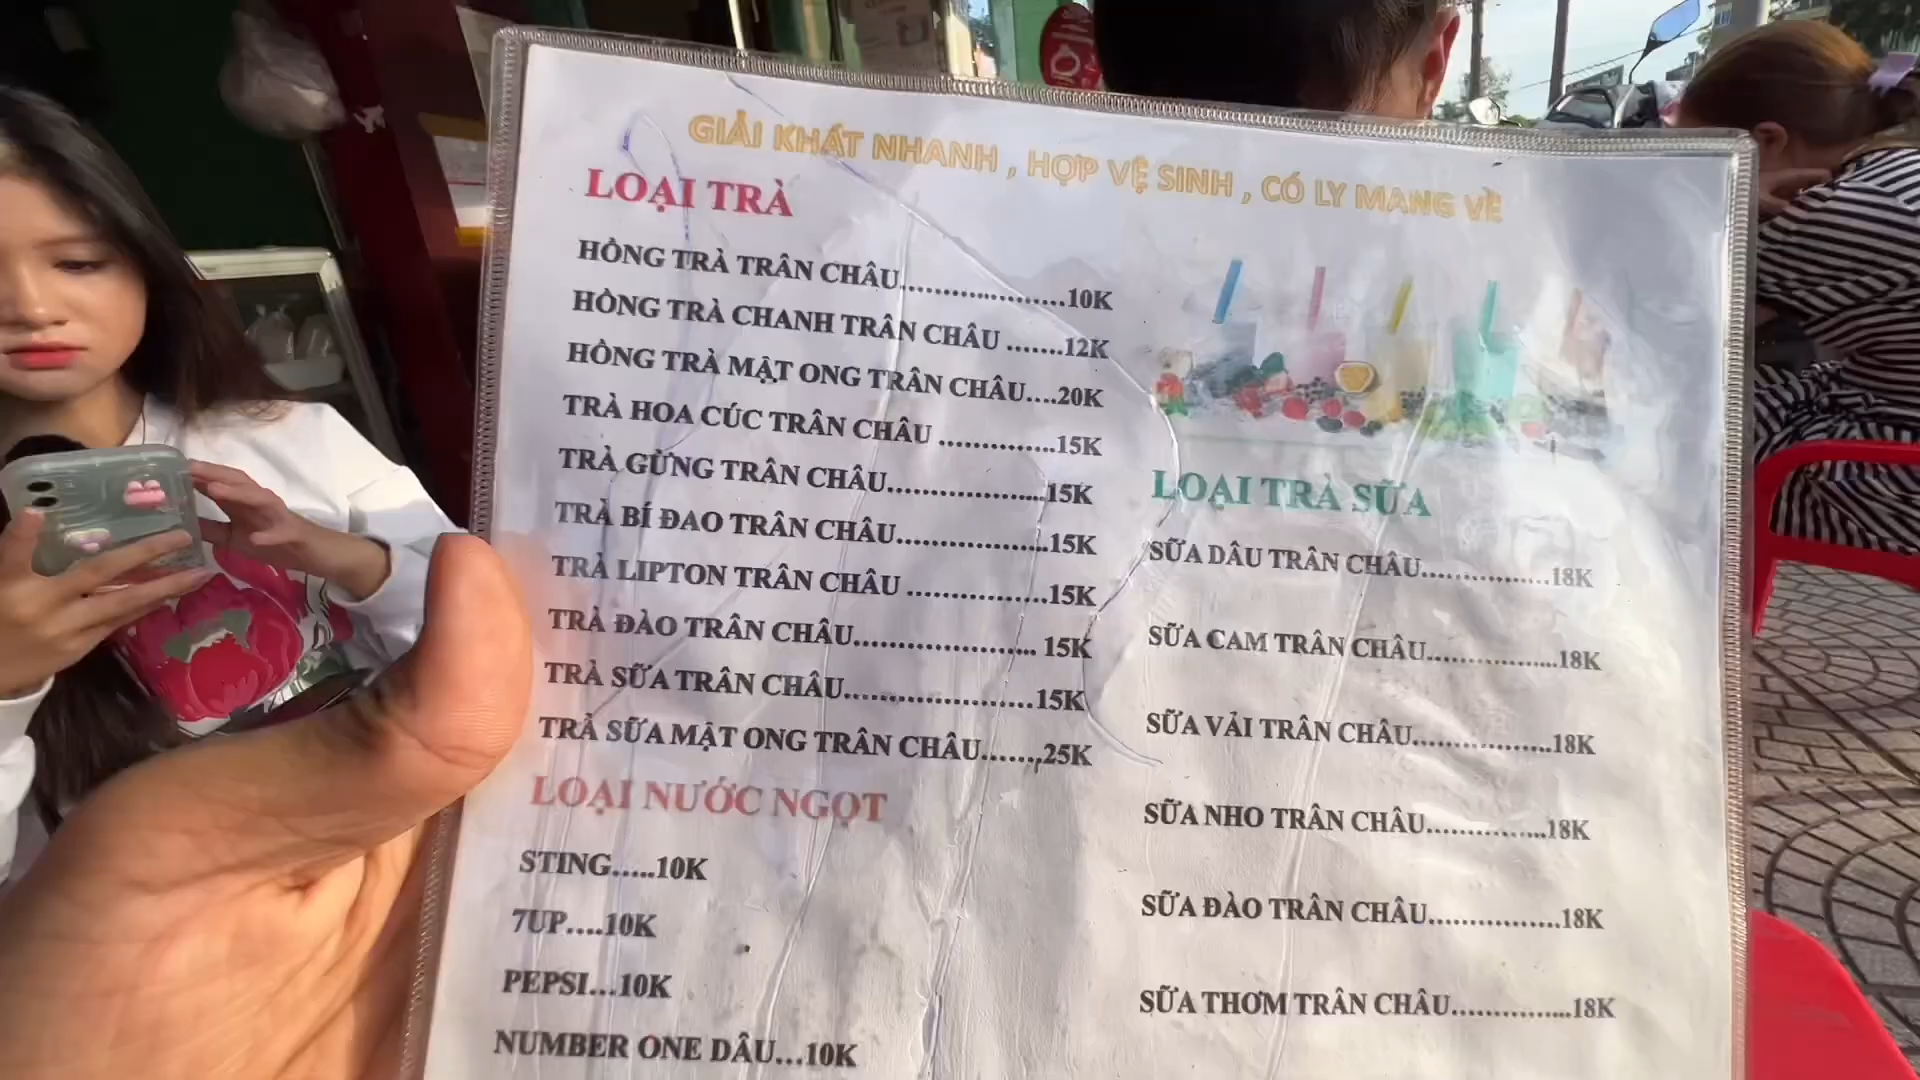 GIẢI KHÁT NHANH , HỢP VỆ SINH , CÓ LY MANG VỀ
LOẠI TRÀ
HỒNG TRÀ TRÂN CHÂU......................10K
HỒNG TRÀ CHANH TRÂN CHÂU .......12K
HỒNG TRÀ MẬT ONG TRÂN CHÂU....20K
TRÀ HOA CÚC TRÂN CHÂU ..............15K
TRÀ GỪNG TRÂN CHÂU...................15K
TRÀ BÍ ĐAO TRÂN CHÂU...................15K
TRÀ LIPTON TRÂN CHÂU .................15K
TRÀ ĐÀO TRÂN CHÂU....................... 15K
TRÀ SỮA TRÂN CHÂU.......................15K
TRÀ SỮA MẬT ONG TRÂN CHÂU.......25K
LOẠI NƯỚC NGỌT
STING.....10K
7UP....10K
PEPSI...10K
NUMBER ONE DÂU...10K
LOẠI TRÀ SỮA
SỮA DÂU TRÂN CHÂU................18K
SỮA CAM TRÂN CHÂU................18K
SỮA VẢI TRÂN CHÂU.................18K
SỮA NHO TRÂN CHÂU...............18K
SỮA ĐÀO TRÂN CHÂU................18K
SỮA THƠM TRÂN CHÂU...............18K